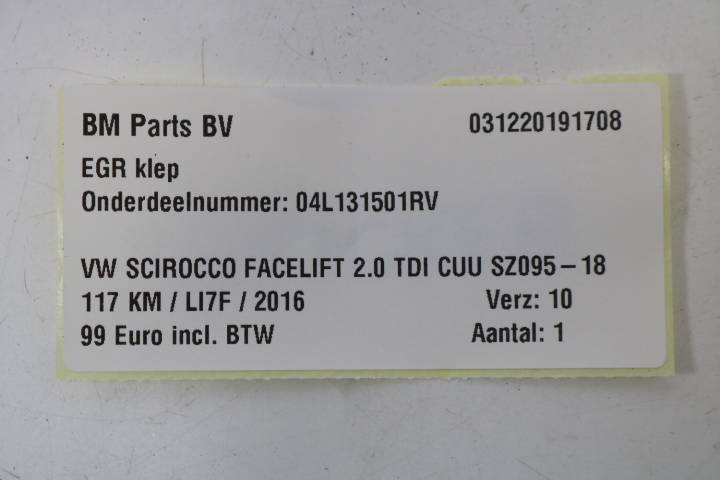 BM Parts BV 031220191708
EGR klep
Onderdeelnummer: 04L131501RV
VW SCIROCCO FACELIFT 2.0 TDI CUU SZ095-18
117 KM / LI7F / 2016 Verz: 10
99 Euro incl. BTW Aantal: 1